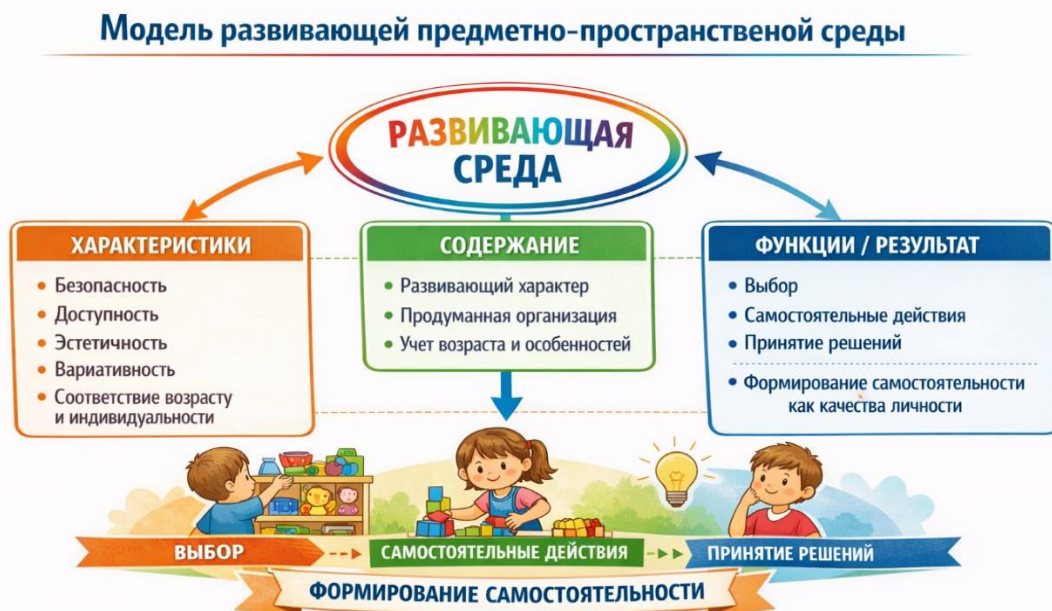 Модель развивающей предметно-пространственой среды
РАЗВИВАЮЩАЯ
СРЕДА
ХАРАКТЕРИСТИКИ
• Безопасность
• Доступность
• Эстетичность
• Вариативность
• Соответствие возрасту
и индивидуальности
СОДЕРЖАНИЕ
• Развивающий характер
• Продуманная организация
• Учет возраста и особенностей
ФУНКЦИИ / РЕЗУЛЬТАТ
• Выбор
• Самостоятельные действия
• Принятие решений
• Формирование самостоятельности
как качества личности
ВЫБОР
САМОСТОЯТЕЛЬНЫЕ ДЕЙСТВИЯ
ПРИНЯТИЕ РЕШЕНИЙ
ФОРМИРОВАНИЕ САМОСТОЯТЕЛЬНОСТИ